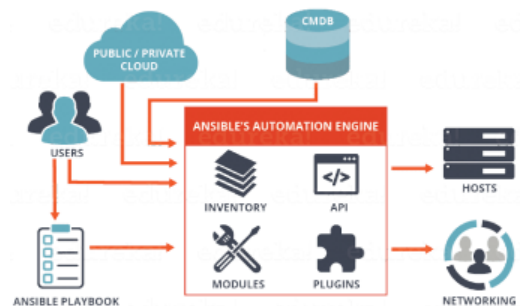 CMDB
PUBLIC / PRIVATE
CLOUD
ANSIBLE'S AUTOMATION ENGINE
USERS
</>
INVENTORY
API
HOSTS
MODULES
PLUGINS
ANSIBLE PLAYBOOK
NETWORKING